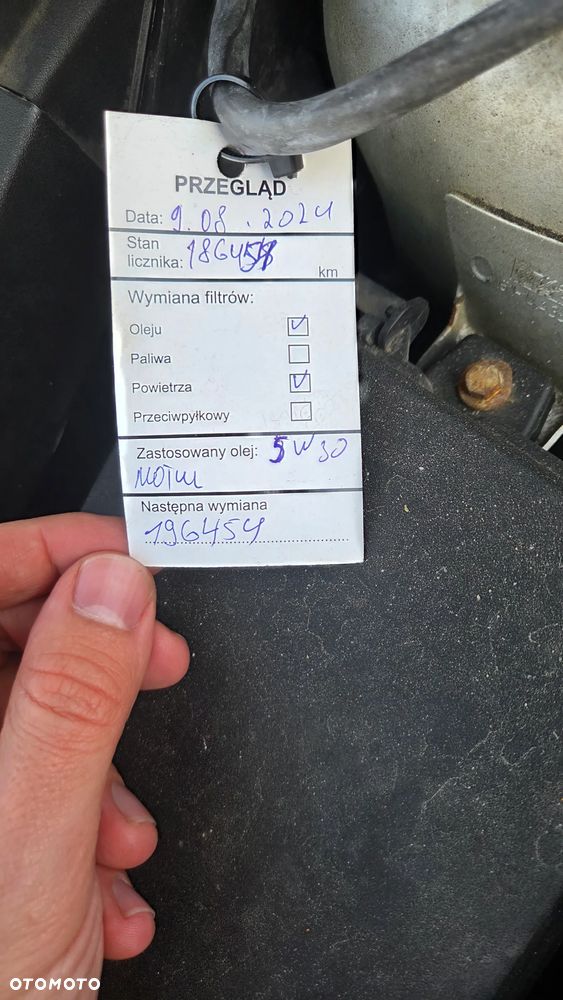 PRZEGLĄD
Data: 9.08.2024
Stan
licznika:
km
Wymiana filtrów:
Oleju
Paliwa
Powietrza
Przeciwpyłkowy
Zastosowany olej: 5W30
MOTUL
Następna wymiana
196454
OTOMOTO